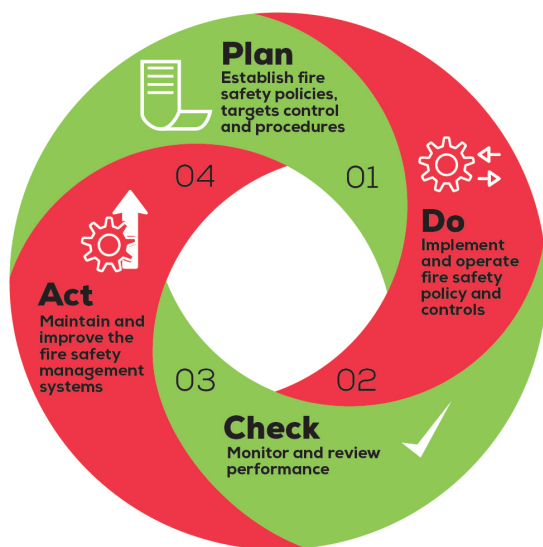 Plan
Establish fire
safety policies,
targets control
and procedures
01
Do
Implement
and operate
fire safety
policy and
controls
02
Check
Monitor and review
performance
03
Act
Maintain and
improve the
fire safety
management
systems
04